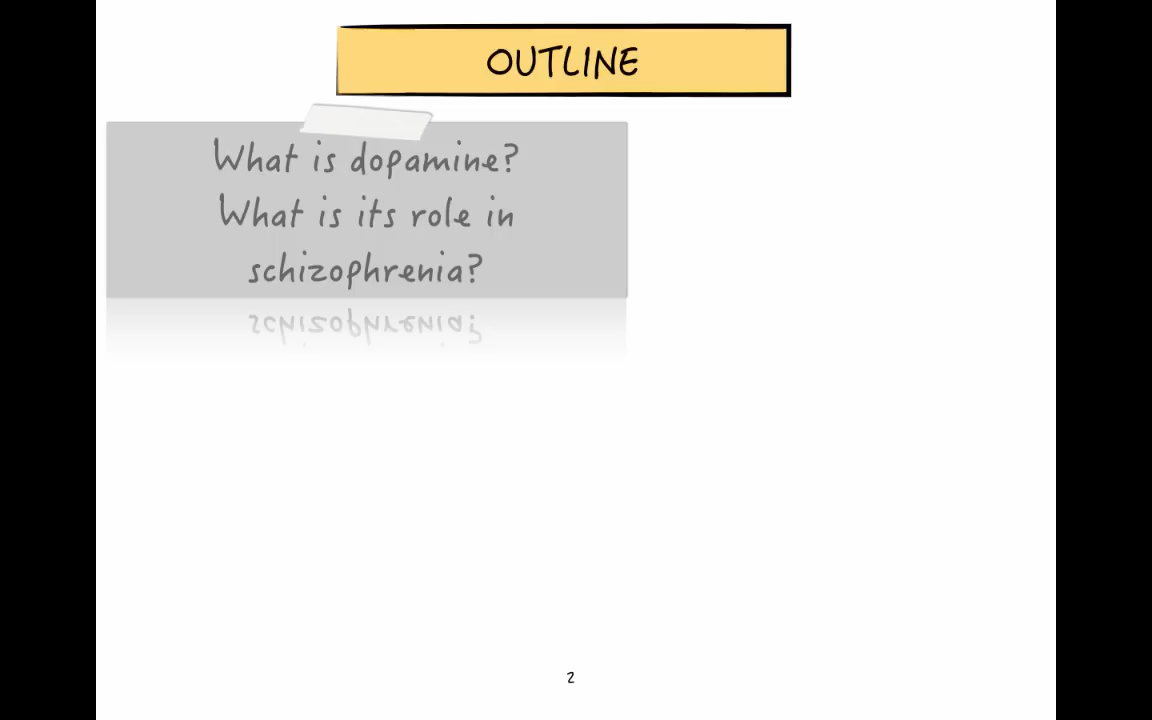 OUTLINE
What is dopamine?
What is its role in
schizophrenia?
2